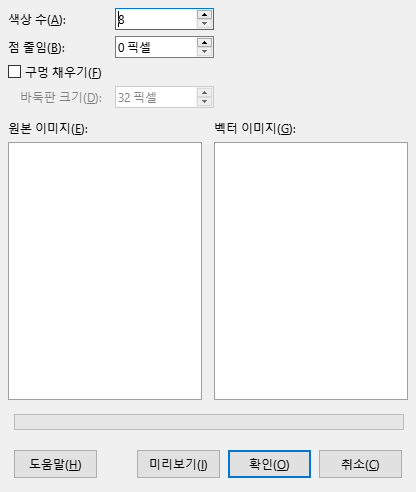 색상 수(A): 8
점 줄임(B): 0 픽셀
구멍 채우기(F)
바둑판 크기(D): 32 픽셀
원본 이미지(E): 벡터 이미지(G):
도움말(H) 미리보기(I) 확인(O) 취소(C)